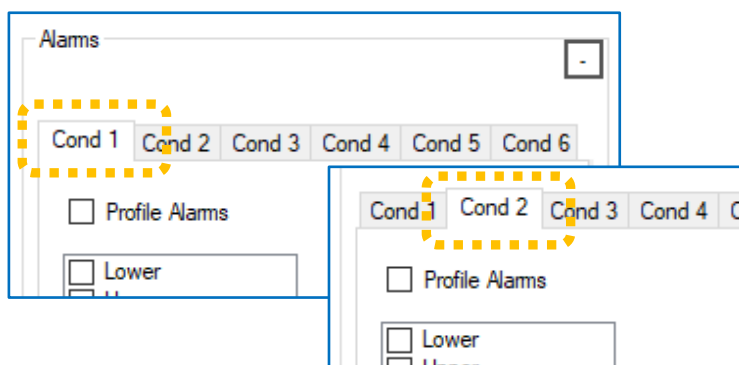 Alarms
-
Cond 1 Cond 2 Cond 3 Cond 4 Cond 5 Cond 6
Profile Alarms
Lower
Cond 1 Cond 2 Cond 3 Cond 4
Profile Alarms
Lower
Upper